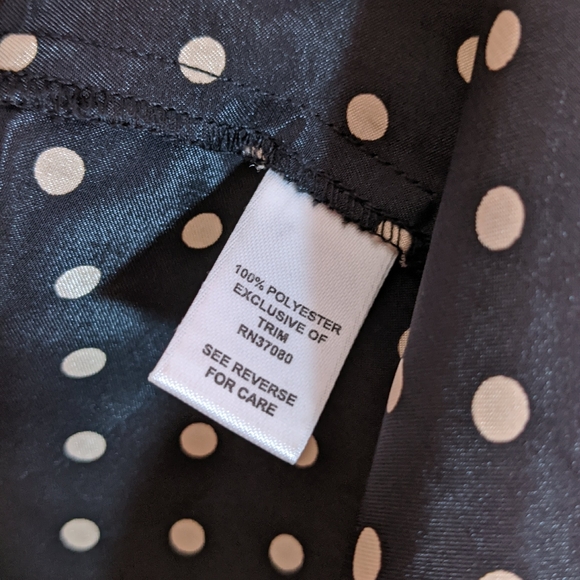 100% POLYESTER
EXCLUSIVE OF
TRIM
RN37080
SEE REVERSE
FOR CARE